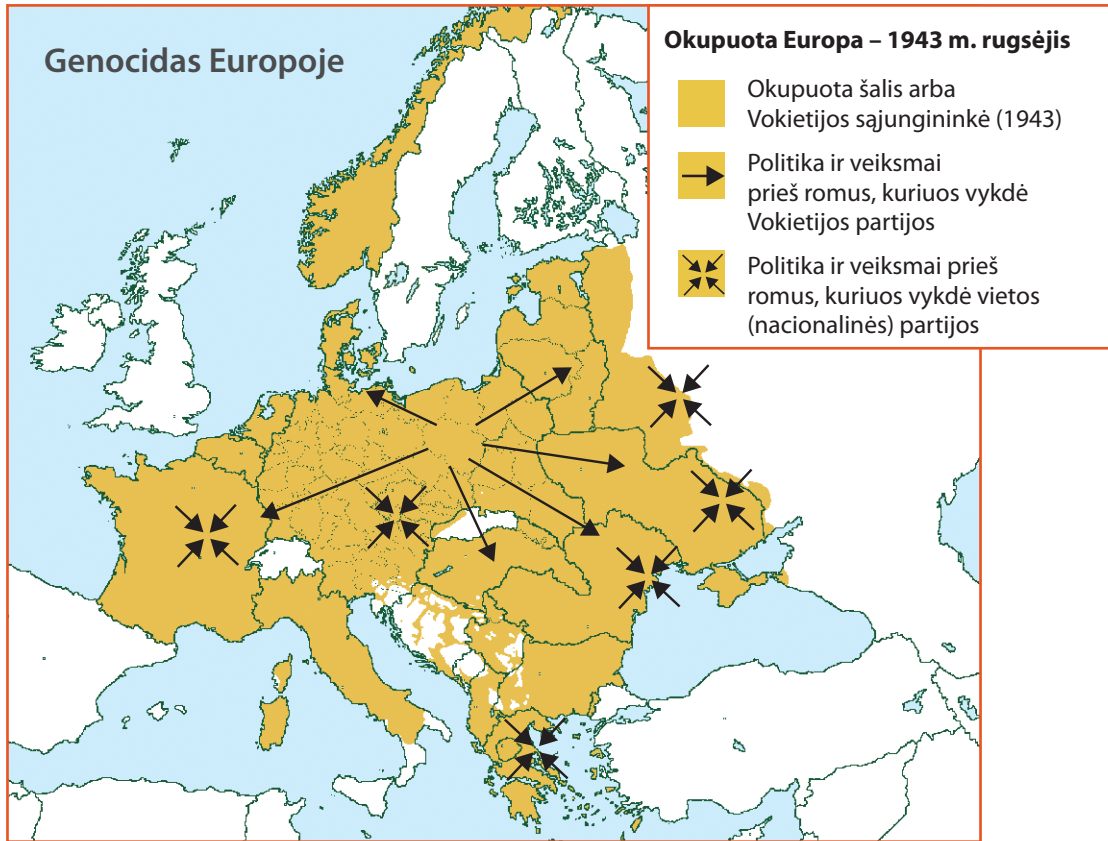 Genocidas Europoje
Okupuota Europa – 1943 m. rugsėjis
Okupuota šalis arba
Vokietijos sąjungininkė (1943)
Politika ir veiksmai
prieš romus, kuriuos vykdė
Vokietijos partijos
Politika ir veiksmai prieš
romus, kuriuos vykdė vietos
(nacionalinės) partijos